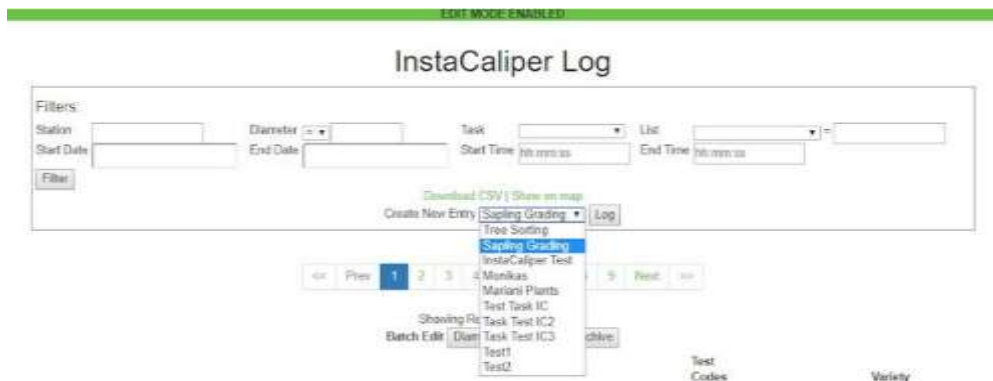 EDIT MODE ENABLED
InstaCaliper Log
Filters:
Station Diameter = Task List =
Start Date End Date Start Time hh:mm:ss End Time hh:mm:ss
Filter
Download CSV | Show on map
Create New Entry Sapling Grading Log
Tree Sorting
Sapling Grading
InstaCaliper Test
<< Prev 1 2 3 4 Monikas 9 Next >>
Mariani Plants
Test Task IC
Showing Task Test IC2
Batch Edit Task Test IC3
Test1
Test2
Test
Codes Variety